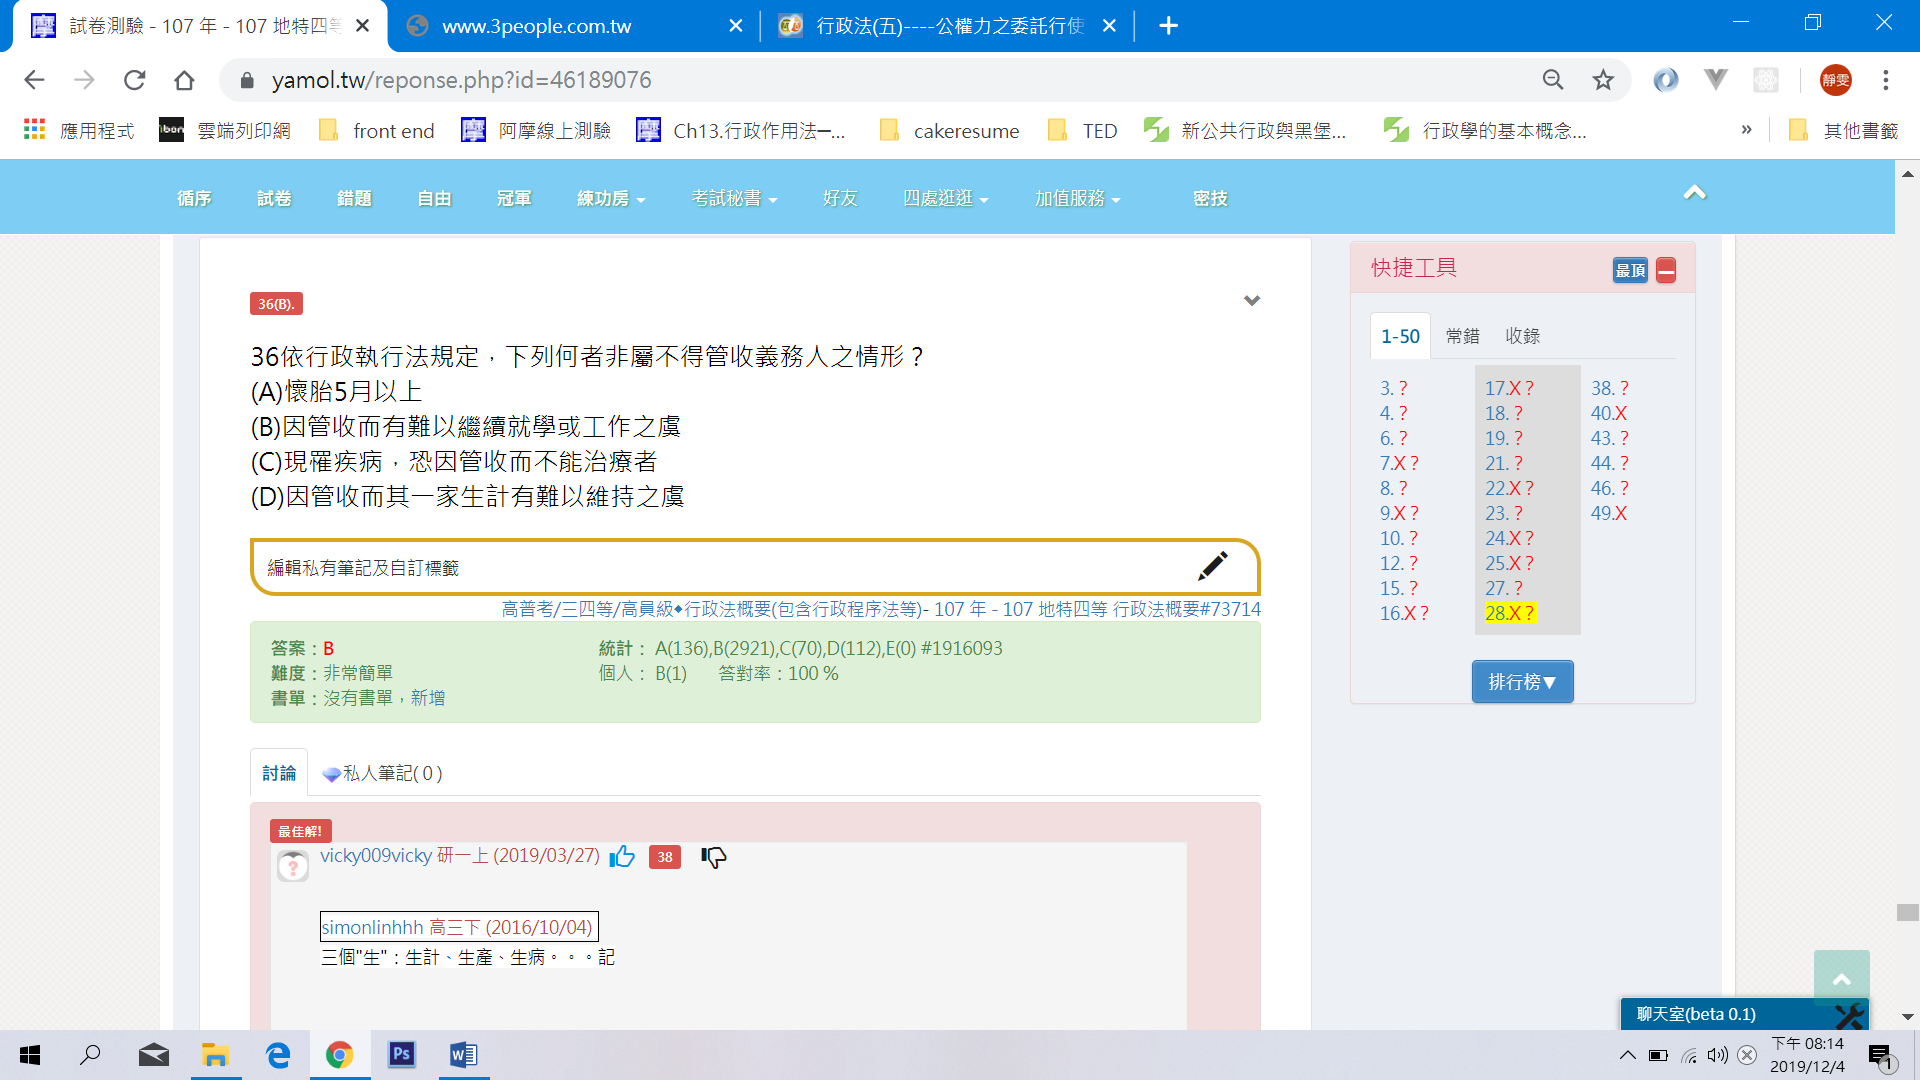 試卷測驗 - 107 年 - 107 地特四等
www.3people.com.tw
行政法(五)----公權力之委託行使
yamol.tw/reponse.php?id=46189076
靜雯
應用程式
ibon
雲端列印網
front end
摩
阿摩線上測驗
摩
Ch13.行政作用法─...
cakeresume
TED
新公共行政與黑堡...
行政學的基本概念...
»
其他書籤
循序
試卷
錯題
自由
冠軍
練功房
考試秘書
好友
四處逛逛
加值服務
密技
36(B).
36依行政執行法規定，下列何者非屬不得管收義務人之情形？
(A)懷胎5月以上
(B)因管收而有難以繼續就學或工作之虞
(C)現罹疾病，恐因管收而不能治療者
(D)因管收而其一家生計有難以維持之虞
編輯私有筆記及自訂標籤
高普考/三四等/高員級◆行政法概要(包含行政程序法等)- 107 年 - 107 地特四等 行政法概要#73714
答案：B
難度：非常簡單
書單：沒有書單，新增
統計： A(136),B(2921),C(70),D(112),E(0) #1916093
個人： B(1) 答對率：100 %
討論
私人筆記( 0 )
最佳解!
vicky009vicky 研一上 (2019/03/27)
38
simonlinhhh 高三下 (2016/10/04)
三個"生"：生計、生產、生病。。。記
快捷工具
最頂
1-50
常錯
收錄
3. ?
4. ?
6. ?
7.X ?
8. ?
9.X ?
10. ?
12. ?
15. ?
16.X ?
17.X ?
18. ?
19. ?
21. ?
22.X ?
23. ?
24.X ?
25.X ?
27. ?
28.X ?
38. ?
40.X
43. ?
44. ?
46. ?
49.X
排行榜▼
聊天室(beta 0.1)
Ps
下午 08:14
2019/12/4
1